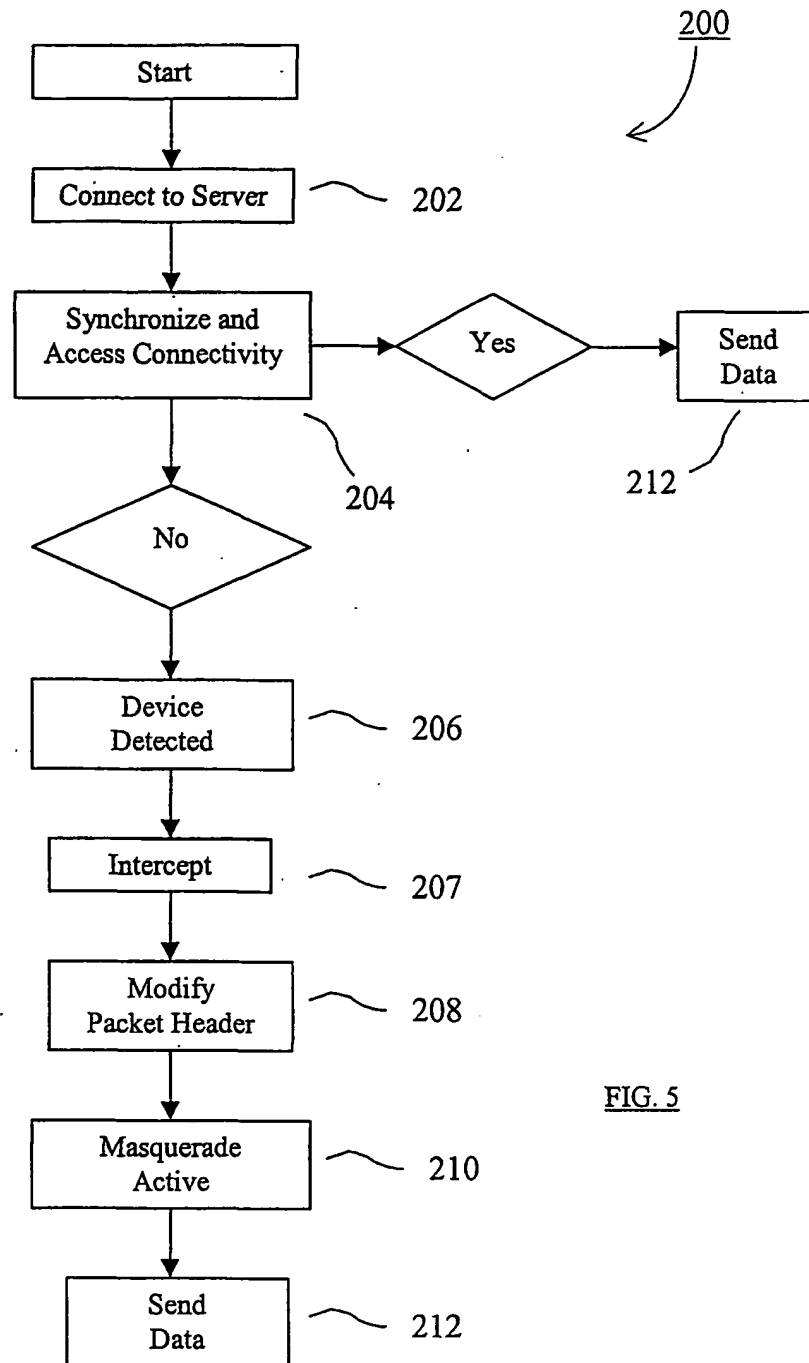 200
Start
Connect to Server
202
Synchronize and
Access Connectivity
Yes
Send
Data
204
212
No
Device
Detected
206
Intercept
207
Modify
Packet Header
208
FIG. 5
Masquerade
Active
210
Send
Data
212